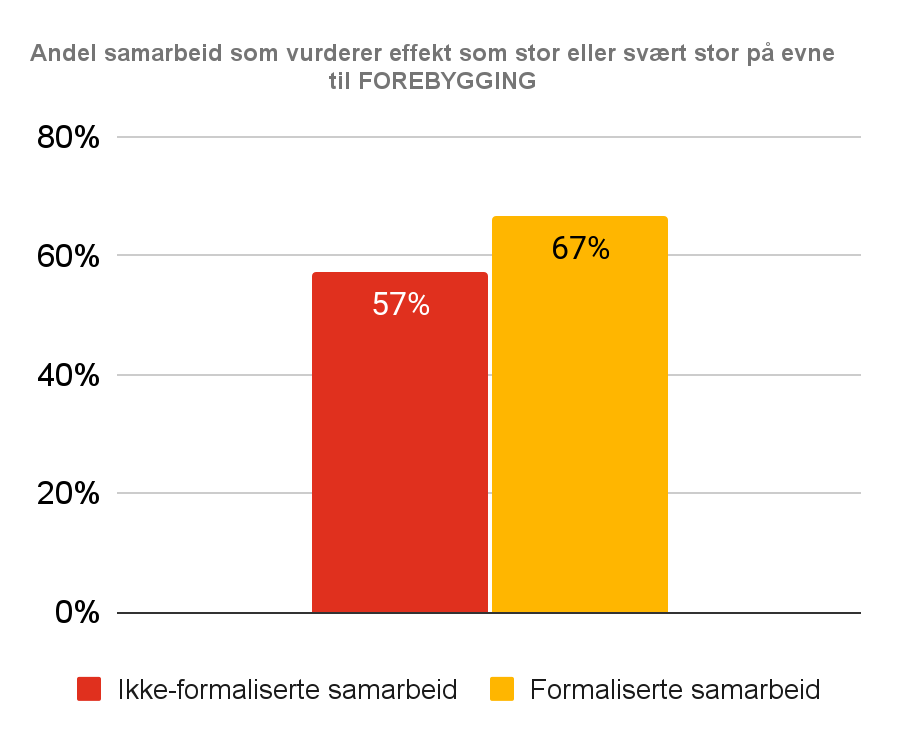 Andel samarbeid som vurderer effekt som stor eller svært stor på evne
til FOREBYGGING
80%
60%
40%
20%
0%
57%
67%
Ikke-formaliserte samarbeid
Formaliserte samarbeid